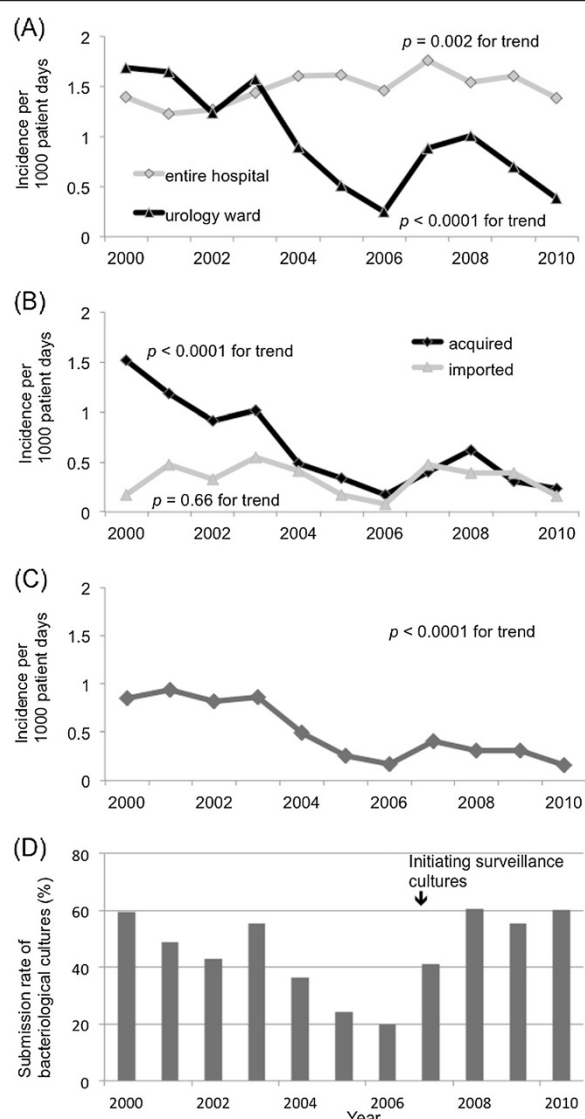 (A)
Incidence per
1000 patient days
2
1.5
1
0.5
0
p = 0.002 for trend
entire hospital
urology ward
p < 0.0001 for trend
2000 2002 2004 2006 2008 2010
(B)
Incidence per
1000 patient days
2
1.5
1
0.5
0
p < 0.0001 for trend
acquired
imported
p = 0.66 for trend
2000 2002 2004 2006 2008 2010
(C)
Incidence per
1000 patient days
2
1.5
1
0.5
0
p < 0.0001 for trend
2000 2002 2004 2006 2008 2010
(D)
Submission rate of
bacteriological cultures (%)
80
60
40
20
0
Initiating surveillance
cultures
2000 2002 2004 2006 2008 2010
Year